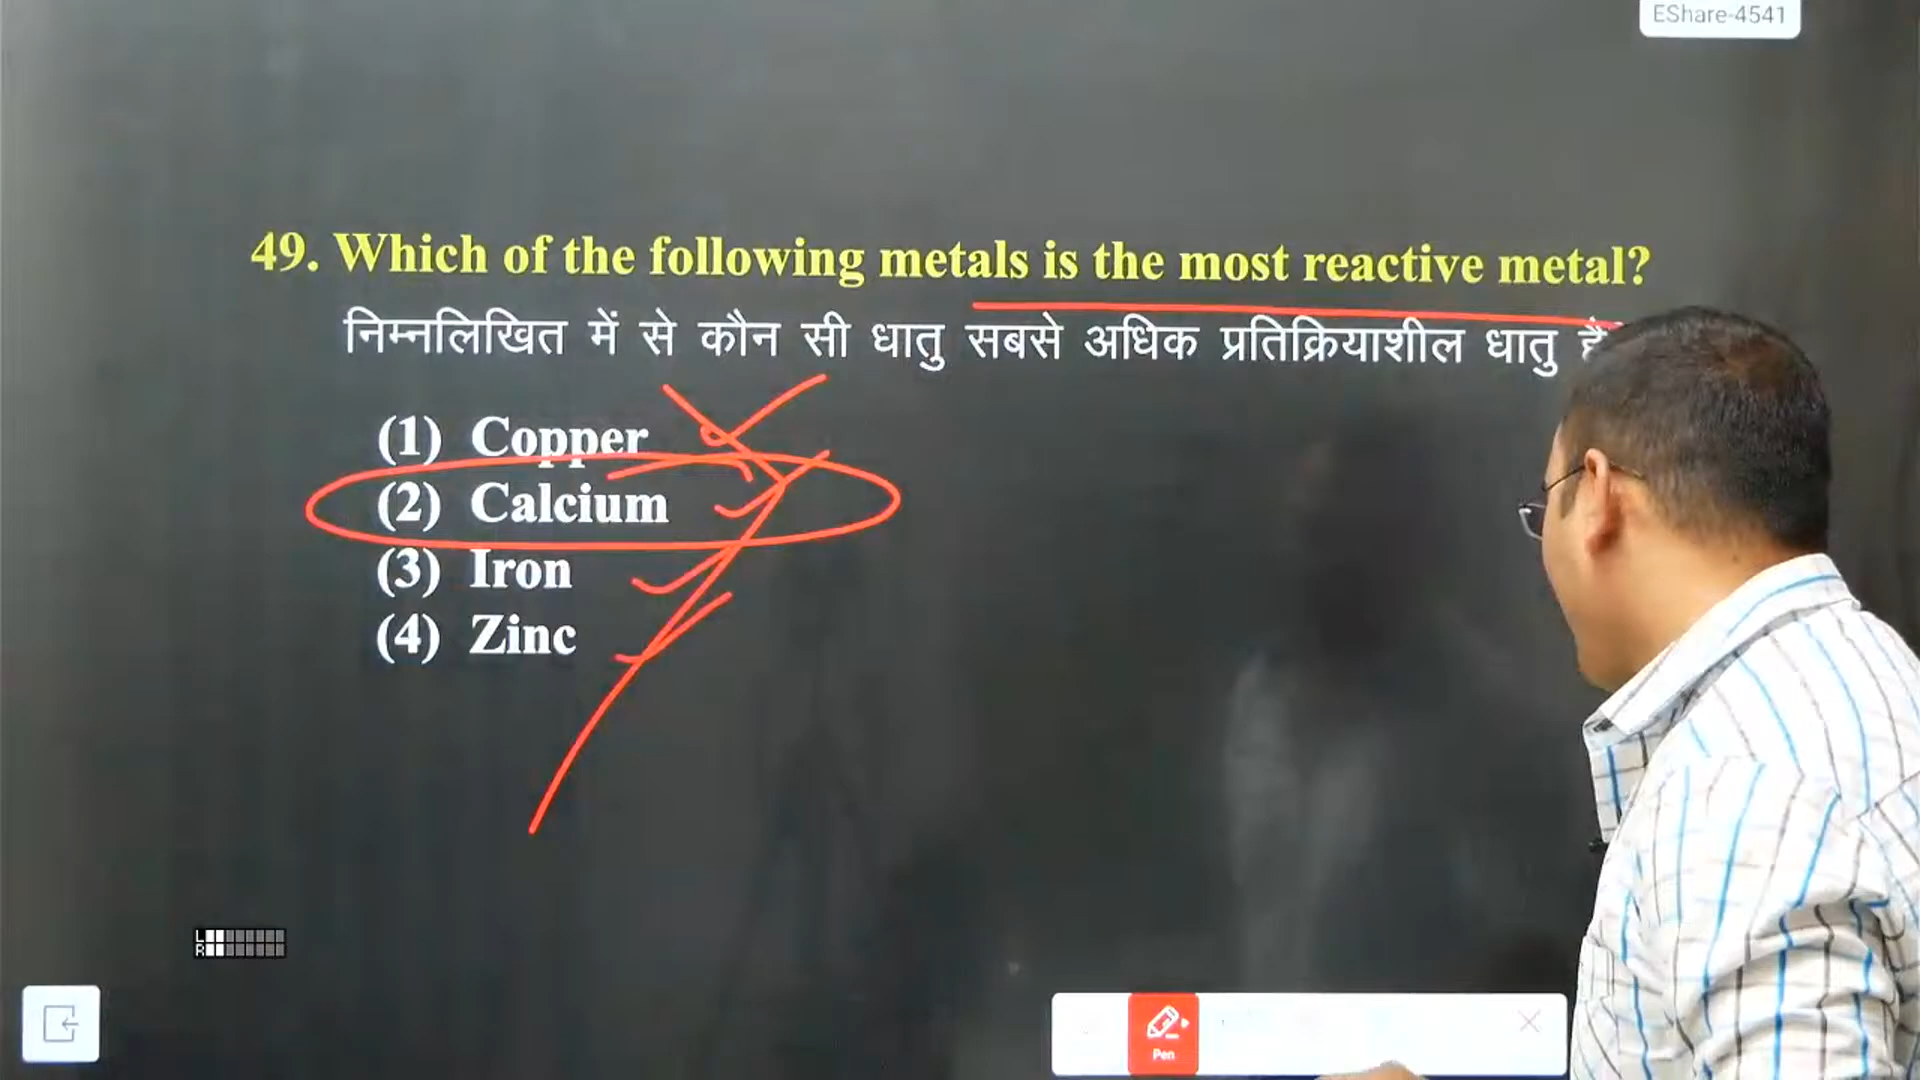 EShare-4541
49. Which of the following metals is the most reactive metal?
निम्नलिखित में से कौन सी धातु सबसे अधिक प्रतिक्रियाशील धातु है
(1) Copper
(2) Calcium
(3) Iron
(4) Zinc
L
R
Pen